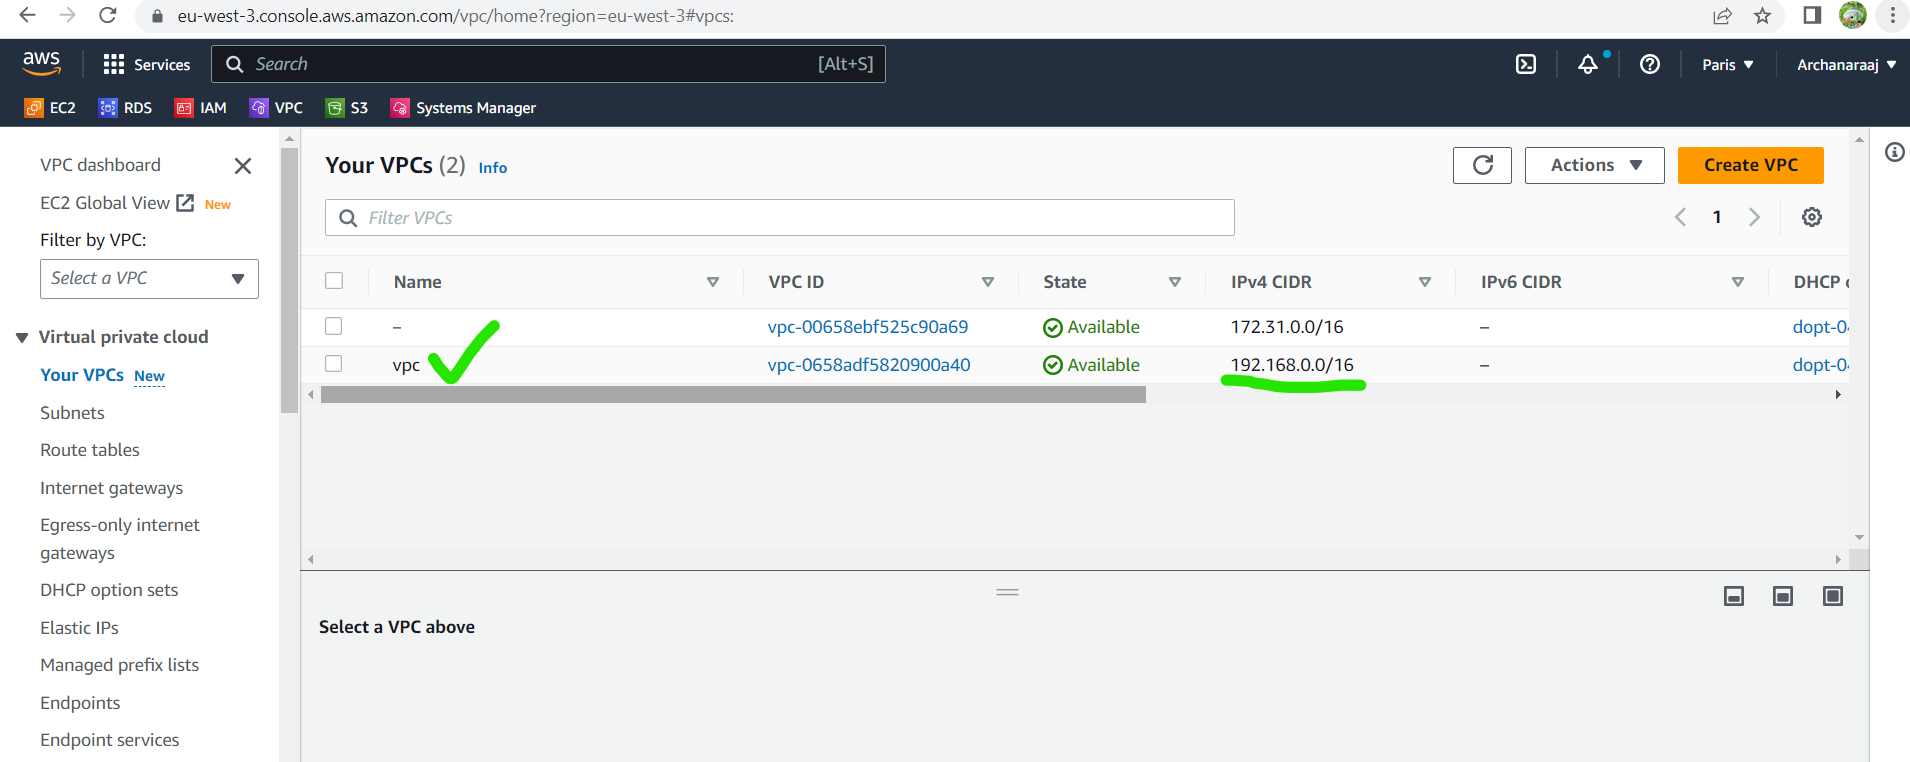 eu-west-3.console.aws.amazon.com/vpc/home?region=eu-west-3#vpcs:
aws Services Search [Alt+S] Paris Archanaraaj
EC2 RDS IAM VPC S3 Systems Manager
VPC dashboard
EC2 Global View New
Filter by VPC:
Select a VPC
Virtual private cloud
Your VPCs New
Subnets
Route tables
Internet gateways
Egress-only internet
gateways
DHCP option sets
Elastic IPs
Managed prefix lists
Endpoints
Endpoint services
Your VPCs (2) Info Actions Create VPC
Filter VPCs 1
Name VPC ID State IPv4 CIDR IPv6 CIDR DHCP
– vpc-00658ebf525c90a69 Available 172.31.0.0/16 – dopt-04
vpc vpc-0658adf5820900a40 Available 192.168.0.0/16 – dopt-04
Select a VPC above